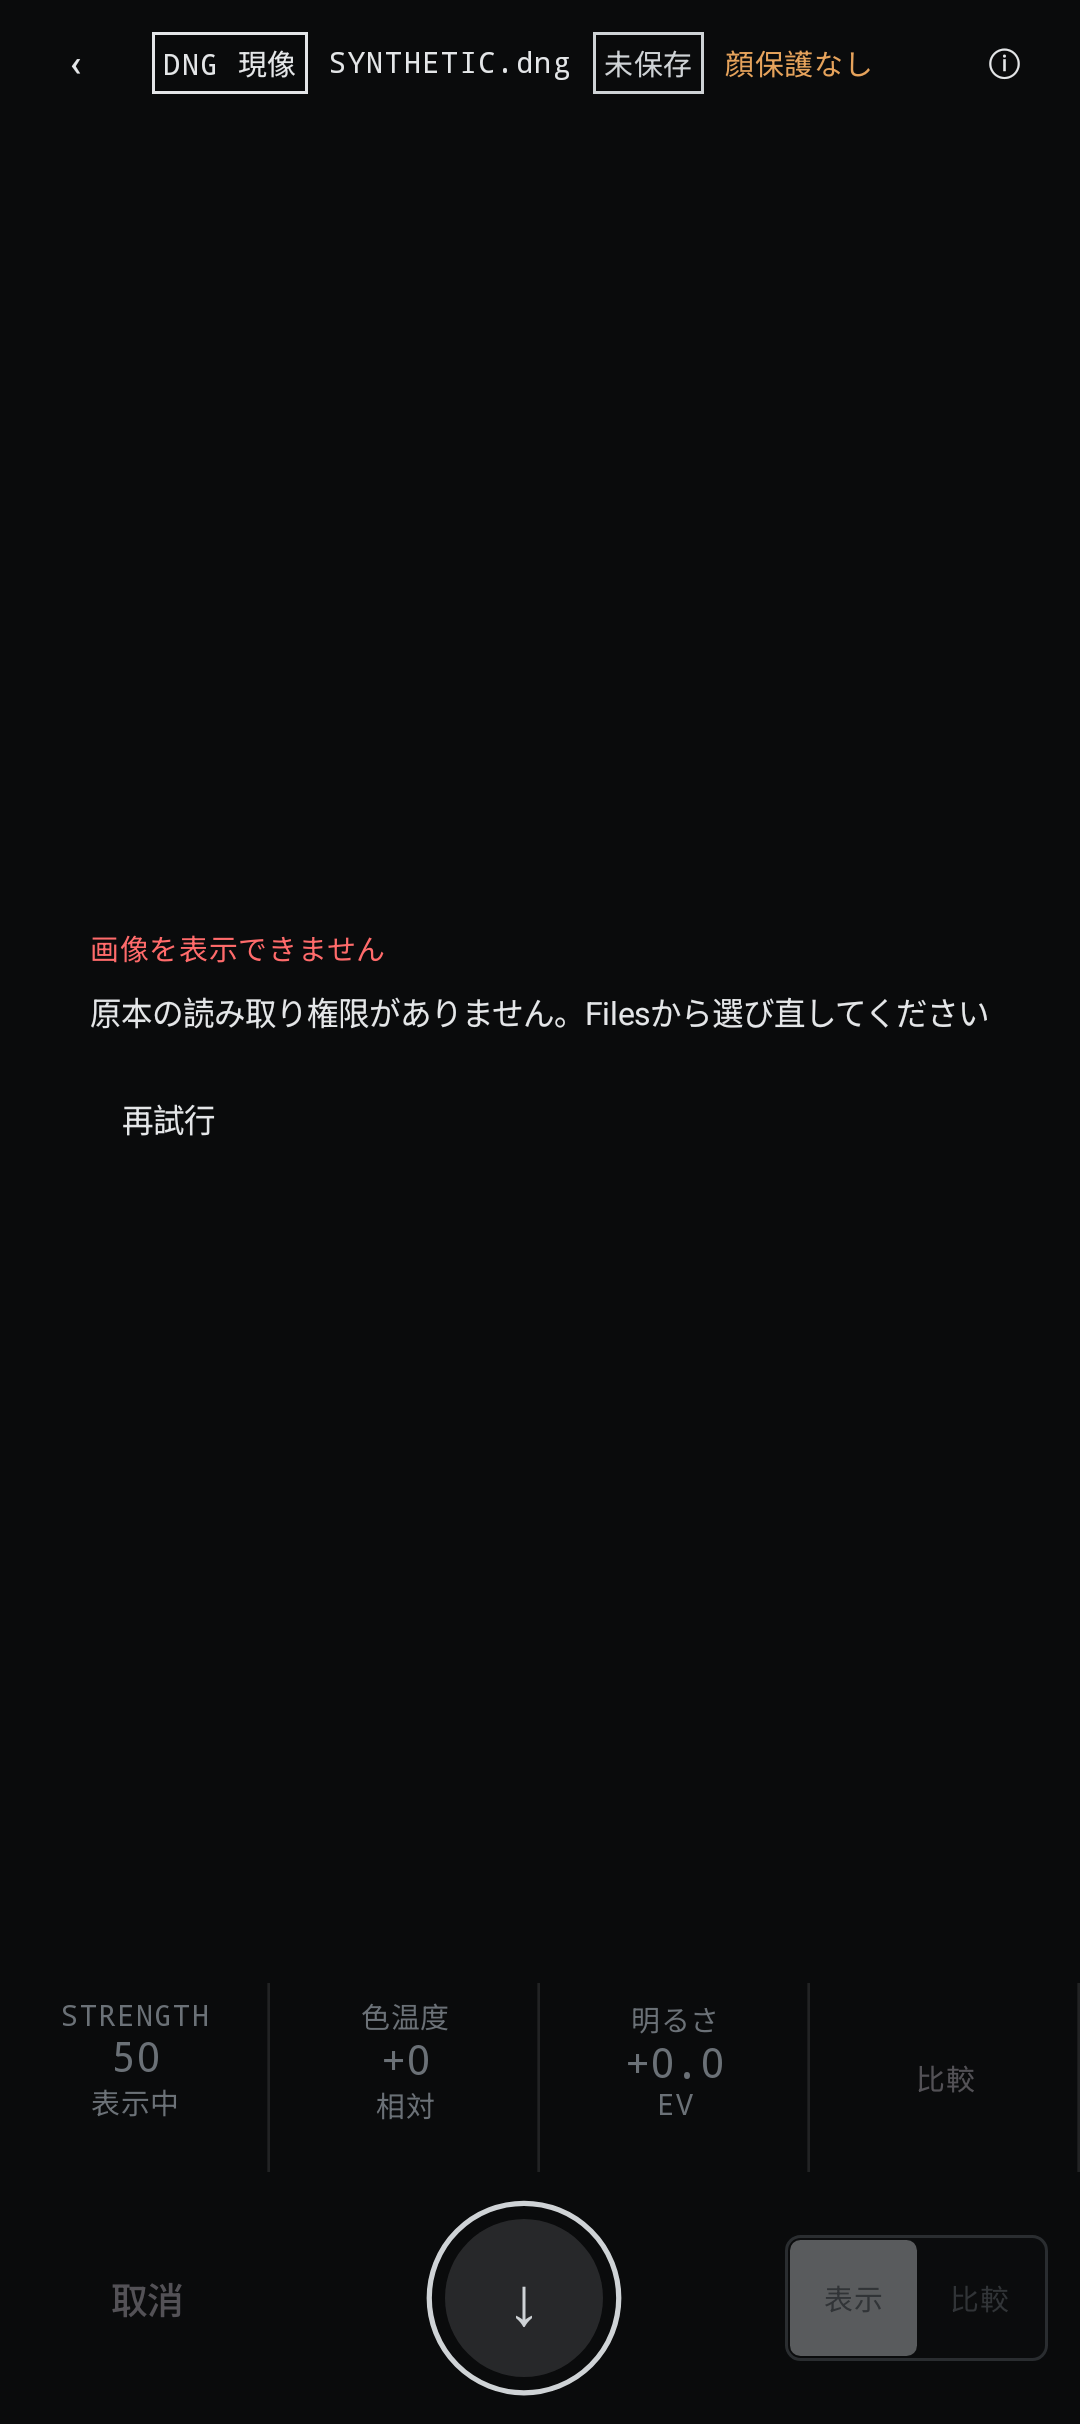 ‹ DNG 現像 SYNTHETIC.dng 未保存 顔保護なし ⓘ
画像を表示できません
原本の読み取り権限がありません。Filesから選び直してください
再試行
STRENGTH
50
表示中
色温度
+0
相対
明るさ
+0.0
EV
比較
取消
↓
表示
比較